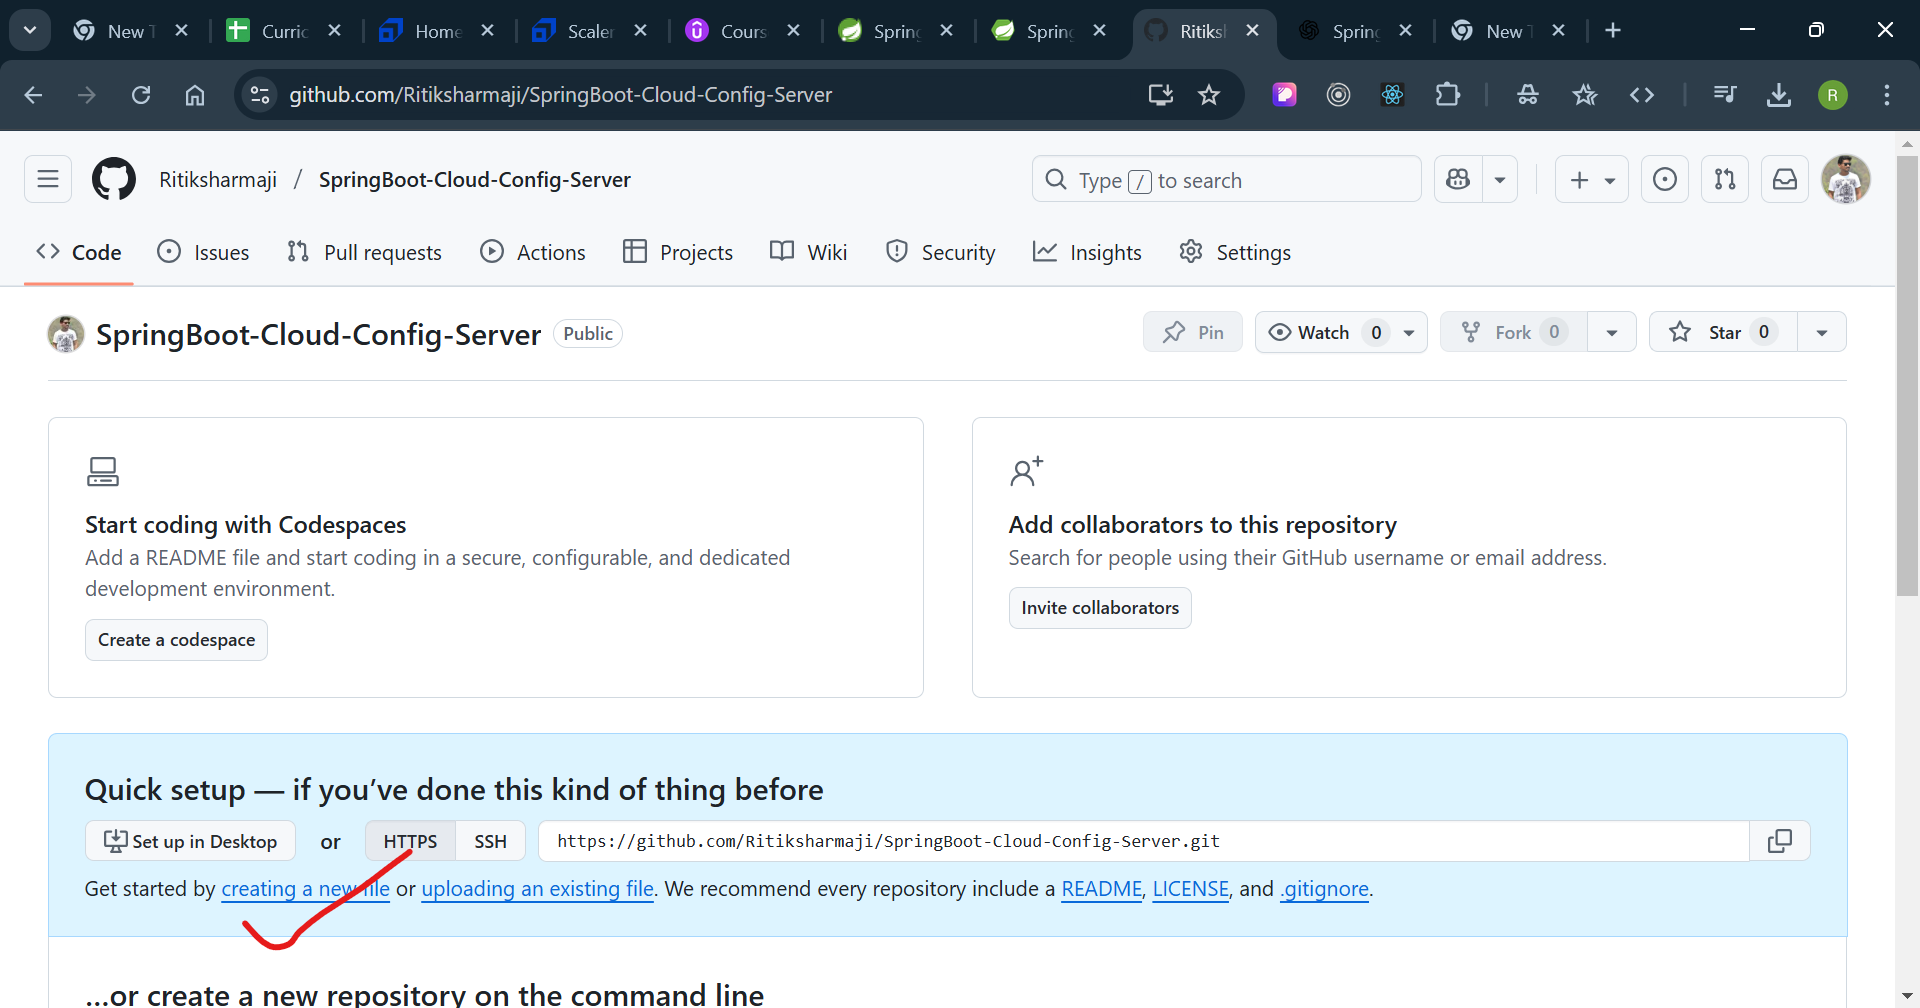 New T
Curric
Home
Scaler
Cours
Spring
Spring
Ritiksh
Spring
New T
github.com/Ritiksharmaji/SpringBoot-Cloud-Config-Server
R
Ritiksharmaji / SpringBoot-Cloud-Config-Server
Type / to search
Code Issues Pull requests Actions Projects Wiki Security Insights Settings
SpringBoot-Cloud-Config-Server Public
Pin Watch 0 Fork 0 Star 0
Start coding with Codespaces
Add a README file and start coding in a secure, configurable, and dedicated
development environment.
Create a codespace
Add collaborators to this repository
Search for people using their GitHub username or email address.
Invite collaborators
Quick setup — if you’ve done this kind of thing before
Set up in Desktop or HTTPS SSH https://github.com/Ritiksharmaji/SpringBoot-Cloud-Config-Server.git
Get started by creating a new file or uploading an existing file. We recommend every repository include a README, LICENSE, and .gitignore.
…or create a new repository on the command line